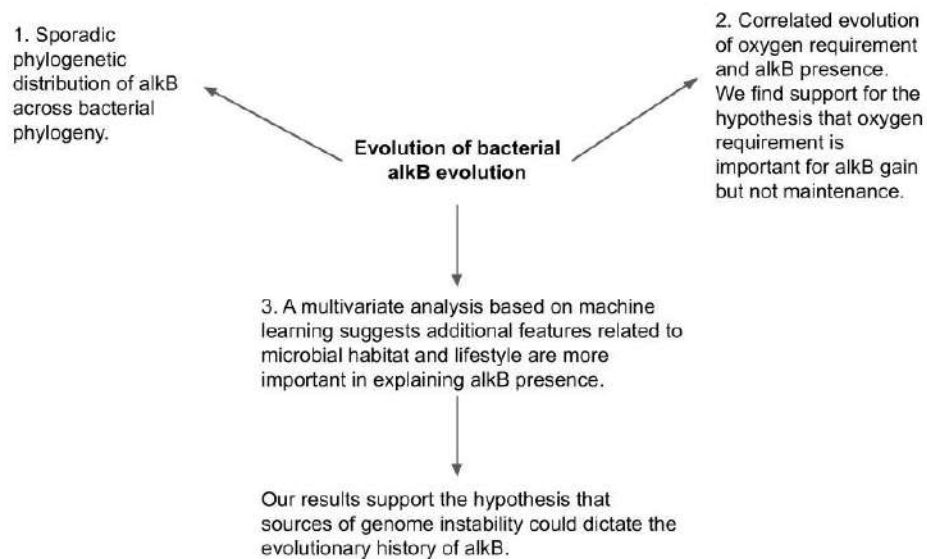 1. Sporadic
phylogenetic
distribution of alkB
across bacterial
phylogeny.
2. Correlated evolution
of oxygen requirement
and alkB presence.
We find support for the
hypothesis that oxygen
requirement is
important for alkB gain
but not maintenance.
Evolution of bacterial
alkB evolution
3. A multivariate analysis based on machine
learning suggests additional features related to
microbial habitat and lifestyle are more
important in explaining alkB presence.
Our results support the hypothesis that
sources of genome instability could dictate the
evolutionary history of alkB.